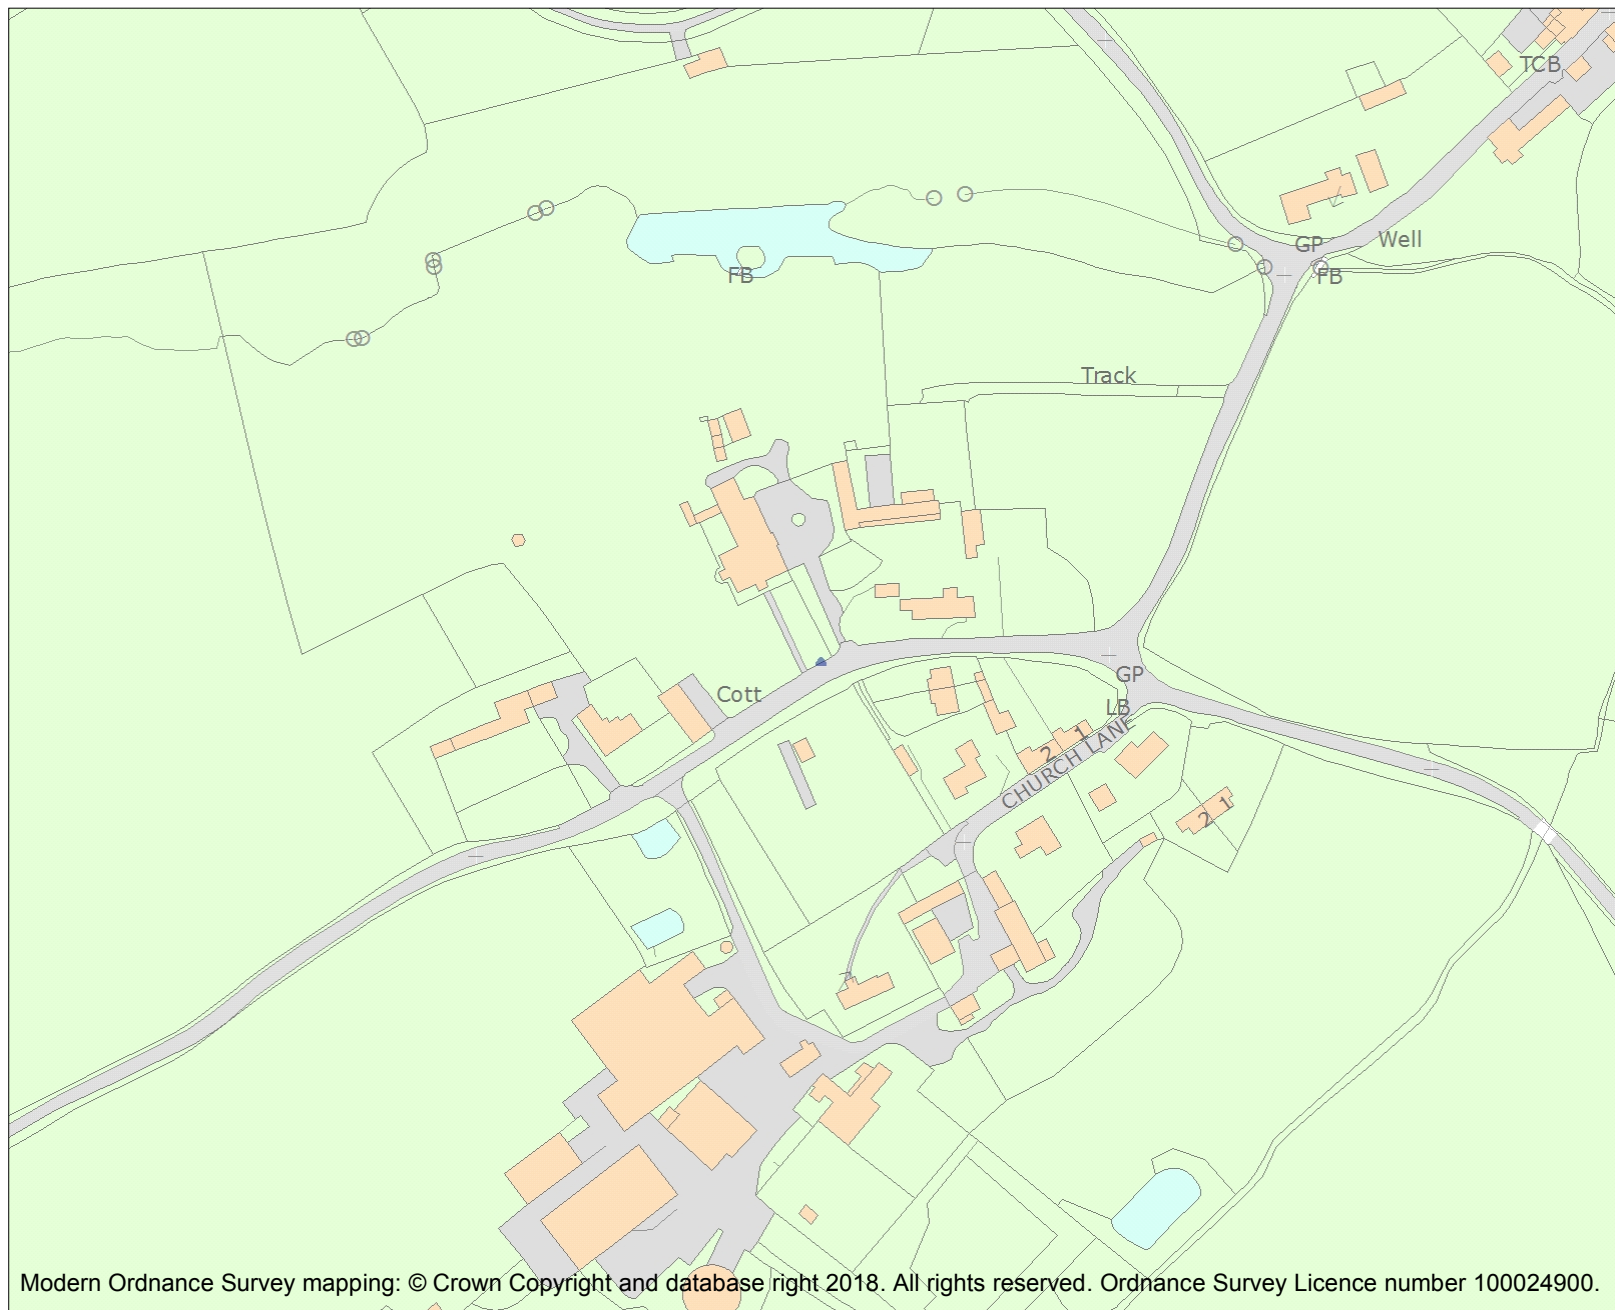 TCB
GP
Well
FB
FB
Track
Cott
GP
LB
CHURCH LANE
2 1
2 1
Modern Ordnance Survey mapping: © Crown Copyright and database right 2018. All rights reserved. Ordnance Survey Licence number 100024900.